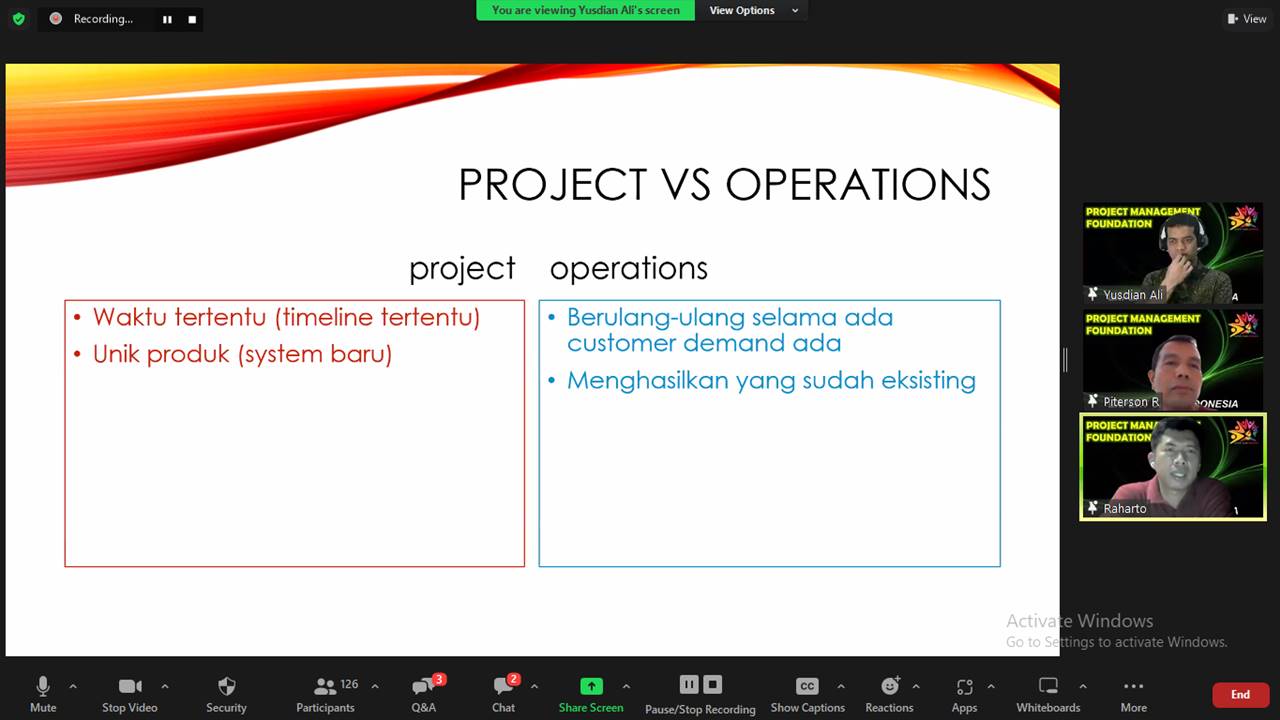 Recording...
You are viewing Yusdian Ali's screen
View Options
View
PROJECT VS OPERATIONS
project
operations
• Waktu tertentu (timeline tertentu)
• Unik produk (system baru)
• Berulang-ulang selama ada
customer demand ada
• Menghasilkan yang sudah eksisting
PROJECT MANAGEMENT
FOUNDATION
Yusdian Ali
PROJECT MANAGEMENT
FOUNDATION
Piterson R
PROJECT
FOUNDATION
Raharto
Activate Windows
Go to Settings to activate Windows.
Mute
Stop Video
Security
126
Participants
3
Q&A
2
Chat
Share Screen
Pause/Stop Recording
CC
Show Captions
Reactions
Apps
Whiteboards
More
End